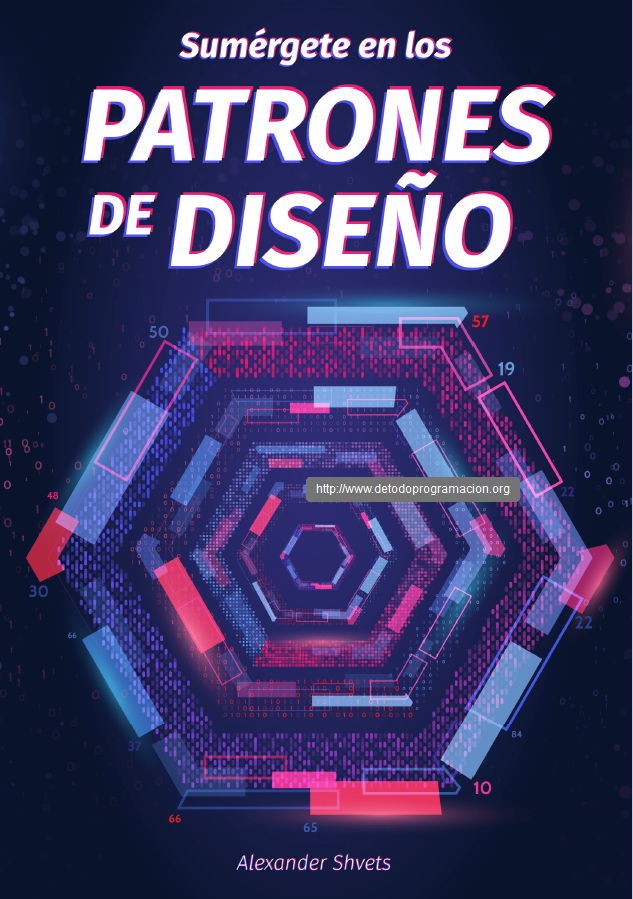 Sumérgete en los
PATRONES
DE DISEÑO
57
50
19
http://www.detodoprogramacion.org
22
48
30
22
66
84
37
10
66
65
Alexander Shvets